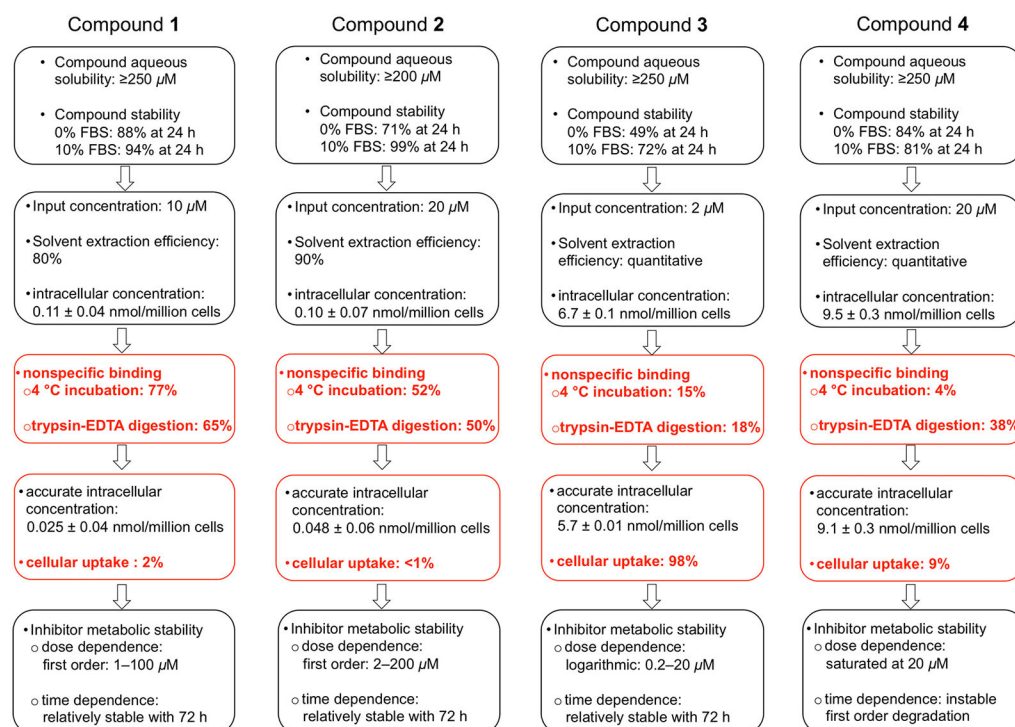 Compound 1
• Compound aqueous
solubility: ≥250 µM
• Compound stability
0% FBS: 88% at 24 h
10% FBS: 94% at 24 h
•Input concentration: 10 µM
•Solvent extraction efficiency:
80%
•intracellular concentration:
0.11 ± 0.04 nmol/million cells
•nonspecific binding
o4 °C incubation: 77%
otrypsin-EDTA digestion: 65%
•accurate intracellular
concentration:
0.025 ± 0.04 nmol/million cells
•cellular uptake : 2%
•Inhibitor metabolic stability
o dose dependence:
first order: 1–100 µM
o time dependence:
relatively stable with 72 h
Compound 2
• Compound aqueous
solubility: ≥200 µM
• Compound stability
0% FBS: 71% at 24 h
10% FBS: 99% at 24 h
•Input concentration: 20 µM
•Solvent extraction efficiency:
90%
•intracellular concentration:
0.10 ± 0.07 nmol/million cells
•nonspecific binding
o4 °C incubation: 52%
otrypsin-EDTA digestion: 50%
•accurate intracellular
concentration:
0.048 ± 0.06 nmol/million cells
•cellular uptake: <1%
•Inhibitor metabolic stability
o dose dependence:
first order: 2–200 µM
o time dependence:
relatively stable with 72 h
Compound 3
• Compound aqueous
solubility: ≥250 µM
• Compound stability
0% FBS: 49% at 24 h
10% FBS: 72% at 24 h
•Input concentration: 2 µM
•Solvent extraction
efficiency: quantitative
•intracellular concentration:
6.7 ± 0.1 nmol/million cells
•nonspecific binding
o4 °C incubation: 15%
otrypsin-EDTA digestion: 18%
•accurate intracellular
concentration:
5.7 ± 0.01 nmol/million cells
•cellular uptake: 98%
•Inhibitor metabolic stability
o dose dependence:
logarithmic: 0.2–20 µM
o time dependence:
relatively stable with 72 h
Compound 4
• Compound aqueous
solubility: ≥250 µM
• Compound stability
0% FBS: 84% at 24 h
10% FBS: 81% at 24 h
•Input concentration: 20 µM
•Solvent extraction
efficiency: quantitative
•intracellular concentration:
9.5 ± 0.3 nmol/million cells
•nonspecific binding
o4 °C incubation: 4%
otrypsin-EDTA digestion: 38%
•accurate intracellular
concentration:
9.1 ± 0.3 nmol/million cells
•cellular uptake: 9%
•Inhibitor metabolic stability
o dose dependence:
saturated at 20 µM
o time dependence: instable
first order degradation